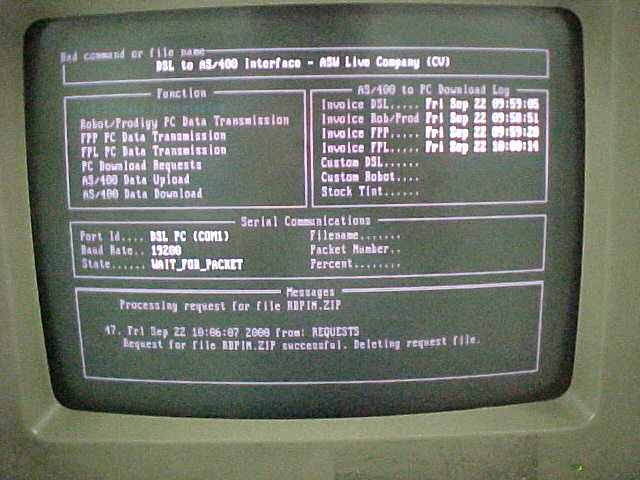 Bad command or file name
DSL to AS/400 Interface - ASW Live Company (CV)
Function
Robot/Prodigy PC Data Transmission
FPP PC Data Transmission
FPL PC Data Transmission
PC Download Requests
AS/400 Data Upload
AS/400 Data Download
AS/400 to PC Download Log
Invoice DSL..... Fri Sep 22 09:59:05
Invoice Rob/Prod Fri Sep 22 09:58:51
Invoice FPP..... Fri Sep 22 09:59:28
Invoice FPL..... Fri Sep 22 10:00:14
Custom DSL......
Custom Robot....
Stock Tint.....
Serial Communications
Port Id.... DSL PC (COM1)
Baud Rate.. 19200
State...... WAIT_FOR_PACKET
Filename.......
Packet Number..
Percent........
Messages
Processing request for file RBPIM.ZIP
47. Fri Sep 22 10:06:07 2000 from: REQUESTS
Request for file RBPIM.ZIP successful. Deleting request file.